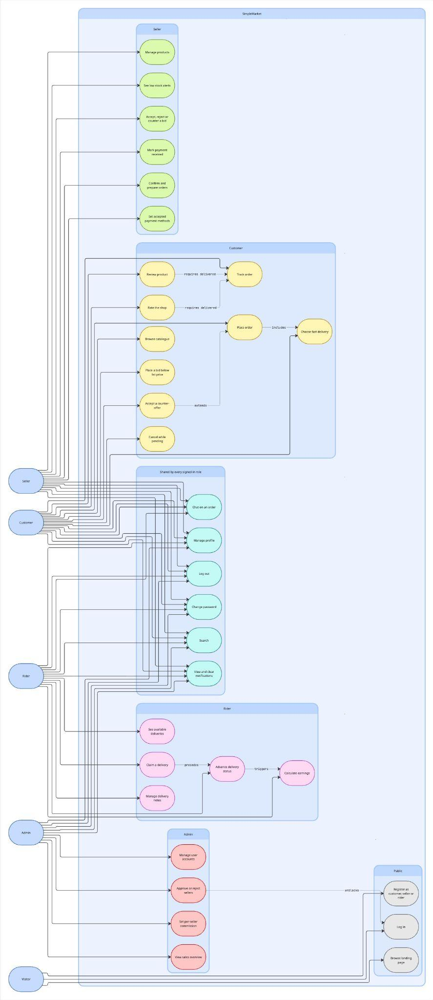 SimpleMarket
Seller
Manage products
See low stock alerts
Accept, reject or
counter a bid
Mark payment
received
Confirm and
prepare orders
Set accepted
payment methods
Customer
Review product
requires delivered
Track order
Rate the shop
requires delivered
Place order
includes
Choose fast delivery
Browse catalogue
Place a bid below
list price
Accept a counter-
offer
extends
Cancel while
pending
Shared by every signed-in role
Seller
Chat on an order
Customer
Manage profile
Log out
Change password
Search
View and clear
notifications
Rider
Rider
See available
deliveries
Claim a delivery
precedes
Advance delivery
status
triggers
Calculate earnings
Manage delivery
notes
Admin
Admin
Manage user
accounts
Approve or reject
sellers
unblocks
Set per-seller
commission
View sales overview
Public
Register as
customer, seller or
rider
Log in
Browse landing
page
Visitor